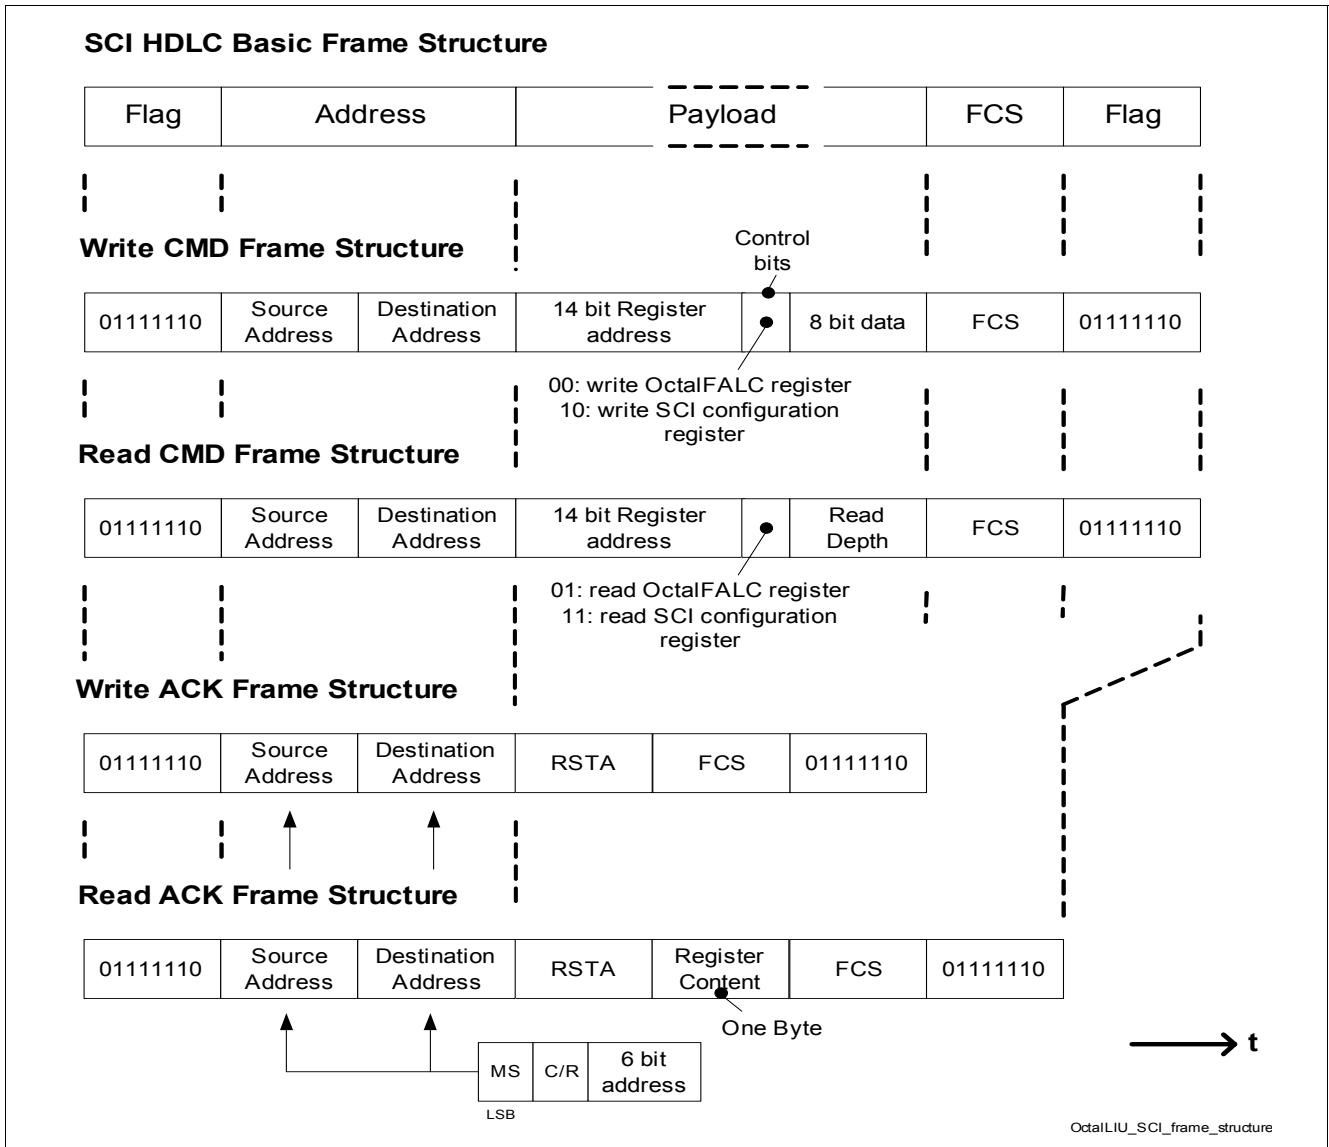 SCI HDLC Basic Frame Structure
Flag Address Payload FCS Flag
Write CMD Frame Structure
Control
bits
01111110 Source Address Destination Address 14 bit Register address 8 bit data FCS 01111110
00: write OctalFALC register
10: write SCI configuration
register
Read CMD Frame Structure
01111110 Source Address Destination Address 14 bit Register address Read Depth FCS 01111110
01: read OctalFALC register
11: read SCI configuration
register
Write ACK Frame Structure
01111110 Source Address Destination Address RSTA FCS 01111110
Read ACK Frame Structure
01111110 Source Address Destination Address RSTA Register Content FCS 01111110
One Byte
t
MS C/R 6 bit address
LSB
OctalLIU_SCI_frame_structure